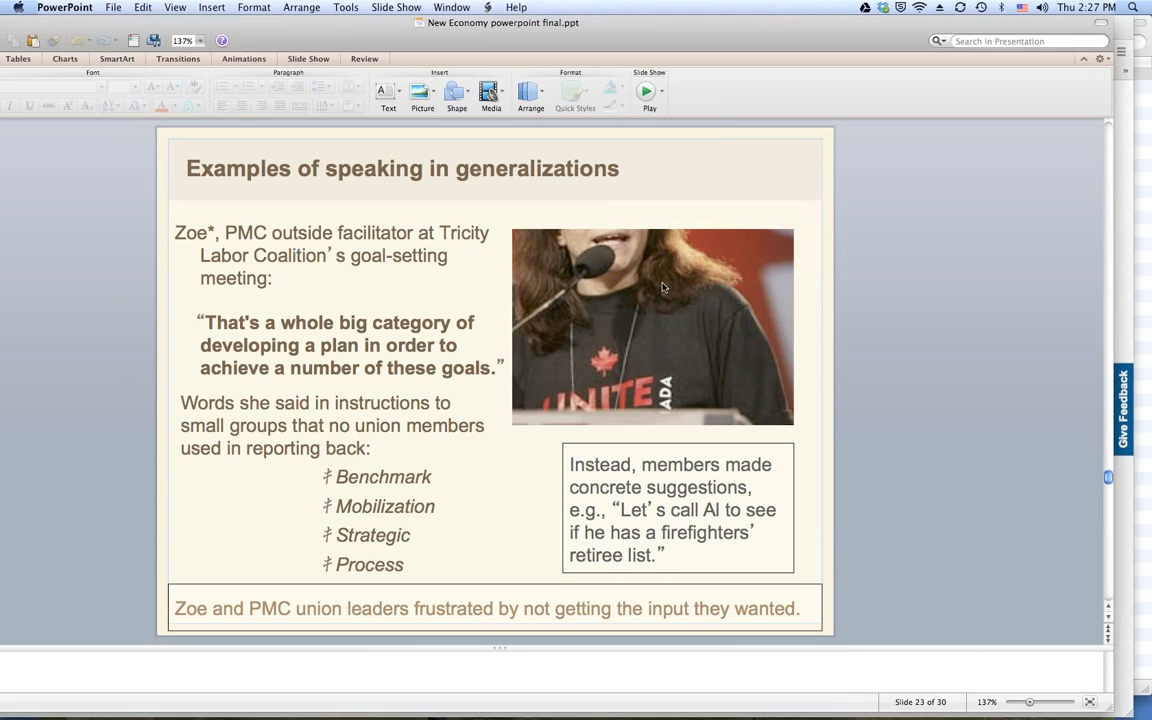 PowerPoint File Edit View Insert Format Arrange Tools Slide Show Window Help Thu 2:27 PM
New Economy powerpoint final.ppt
137% Search in Presentation
Tables Charts SmartArt Transitions Animations Slide Show Review
Font Paragraph Insert Format Slide Show
Text Picture Shape Media Arrange Quick Styles Play
Examples of speaking in generalizations
Zoe*, PMC outside facilitator at Tricity
Labor Coalition’s goal-setting
meeting:
“That's a whole big category of
developing a plan in order to
achieve a number of these goals.”
UNITE
ADA
Words she said in instructions to
small groups that no union members
used in reporting back:
Benchmark
Mobilization
Strategic
Process
Instead, members made
concrete suggestions,
e.g., “Let’s call Al to see
if he has a firefighters’
retiree list.”
Zoe and PMC union leaders frustrated by not getting the input they wanted.
Give Feedback
Slide 23 of 30 137%